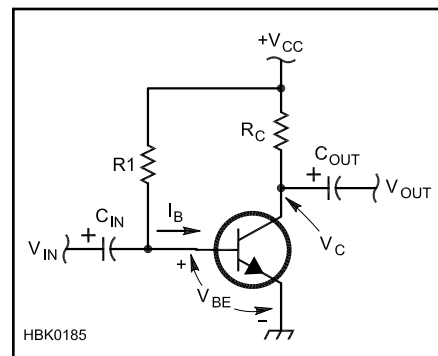 +V_CC
R_C
R1
C_OUT
+
V_OUT
C_IN
+
I_B
V_IN
V_C
+
V_BE
−
HBK0185